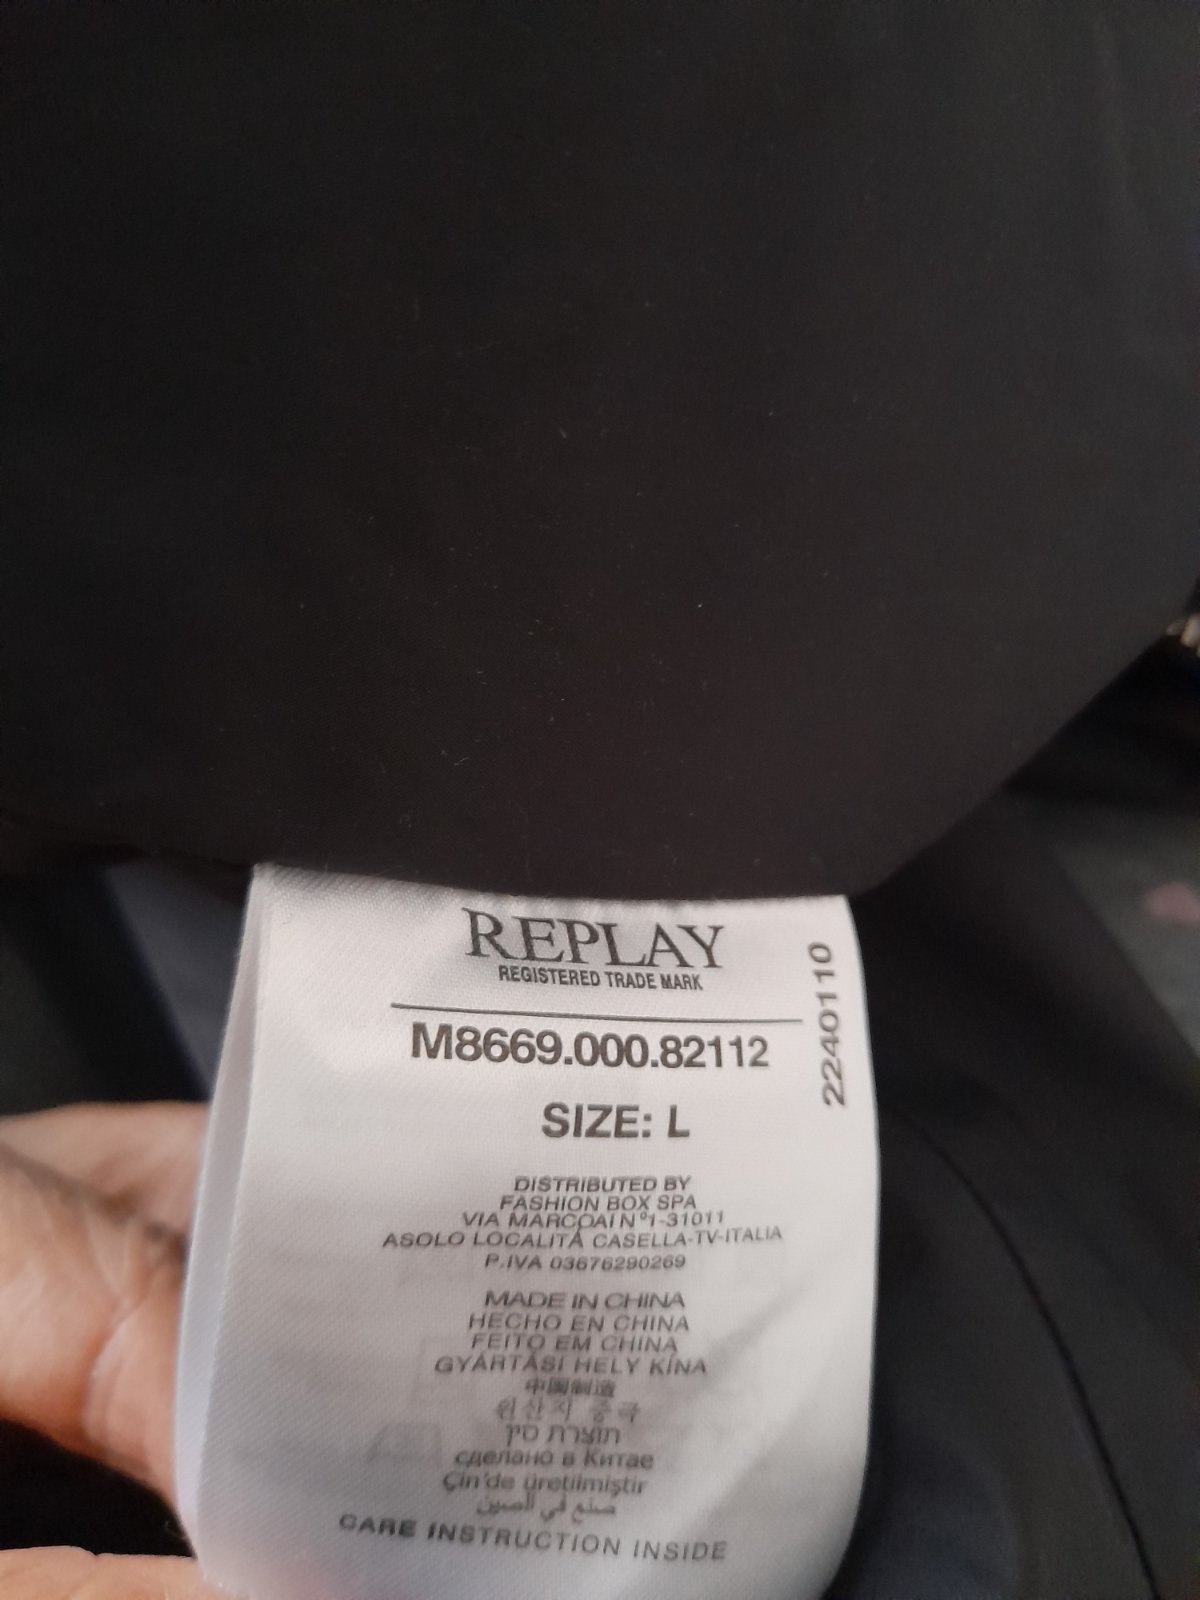 REPLAY
REGISTERED TRADE MARK
M8669.000.82112
2240110
SIZE: L
DISTRIBUTED BY
FASHION BOX SPA
VIA MARCOAI Nº1-31011
ASOLO LOCALITÁ CASELLA-TV-ITALIA
P.IVA 03676290269
MADE IN CHINA
HECHO EN CHINA
FEITO EM CHINA
GYÁRTÁSI HELY KÍNA
中国制造
원산지 중국
תוצרת סין
сделано в Китае
Çin'de üretilmiştir
صنع في الصين
CARE INSTRUCTION INSIDE